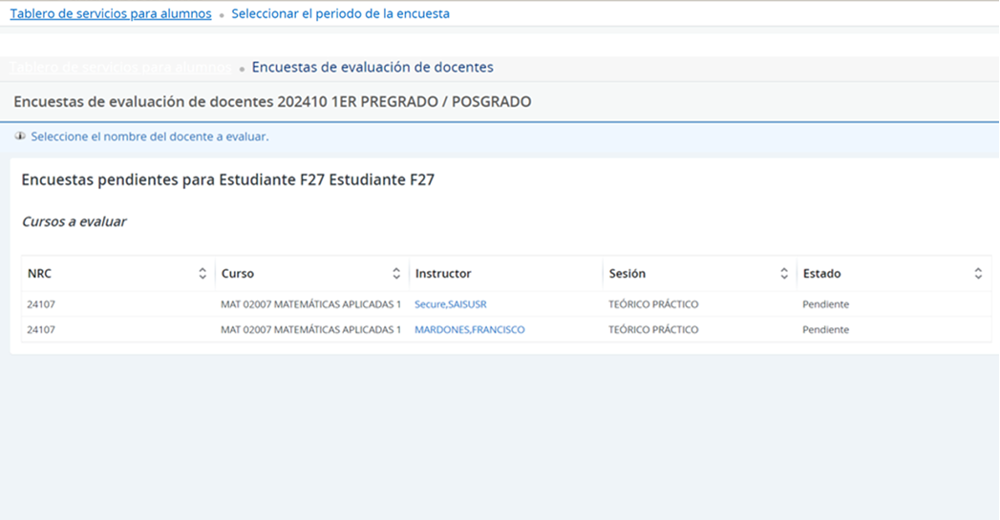 Tablero de servicios para alumnos • Seleccionar el periodo de la encuesta
Tablero de servicios para alumnos • Encuestas de evaluación de docentes
Encuestas de evaluación de docentes 202410 1ER PREGRADO / POSGRADO
Seleccione el nombre del docente a evaluar.
Encuestas pendientes para Estudiante F27 Estudiante F27
Cursos a evaluar
NRC Curso Instructor Sesión Estado
24107 MAT 02007 MATEMÁTICAS APLICADAS 1 Secure,SAISUSR TEÓRICO PRÁCTICO Pendiente
24107 MAT 02007 MATEMÁTICAS APLICADAS 1 MARDONES,FRANCISCO TEÓRICO PRÁCTICO Pendiente